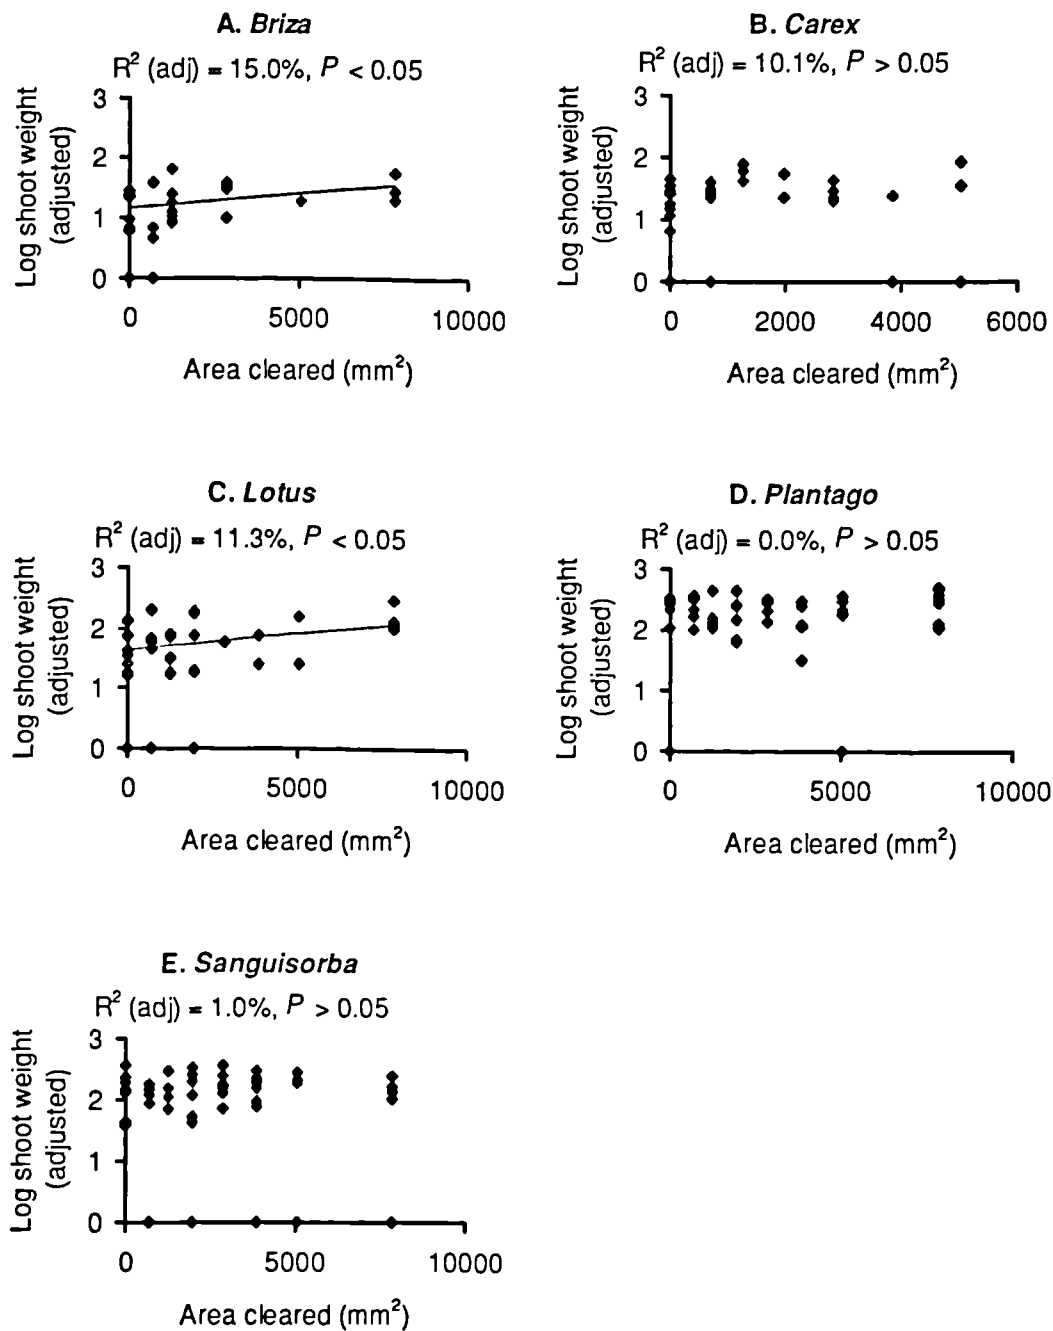 A. Briza
R² (adj) = 15.0%, P < 0.05
Log shoot weight
(adjusted)
3
2
1
0
0 5000 10000
Area cleared (mm²)
B. Carex
R² (adj) = 10.1%, P > 0.05
Log shoot weight
(adjusted)
3
2
1
0
0 2000 4000 6000
Area cleared (mm²)
C. Lotus
R² (adj) = 11.3%, P < 0.05
Log shoot weight
(adjusted)
3
2
1
0
0 5000 10000
Area cleared (mm²)
D. Plantago
R² (adj) = 0.0%, P > 0.05
Log shoot weight
(adjusted)
3
2
1
0
0 5000 10000
Area cleared (mm²)
E. Sanguisorba
R² (adj) = 1.0%, P > 0.05
Log shoot weight
(adjusted)
3
2
1
0
0 5000 10000
Area cleared (mm²)